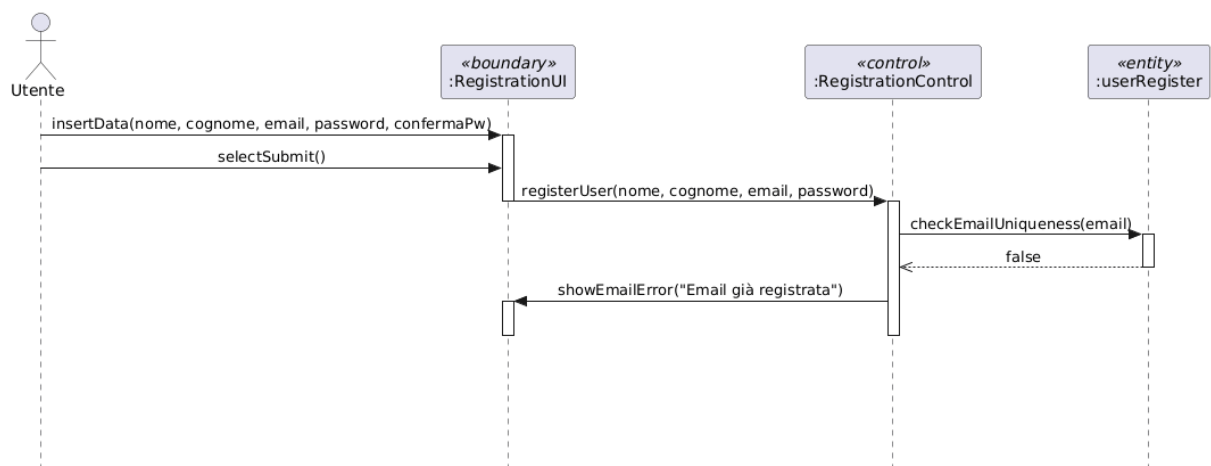 Utente
«boundary»
:RegistrationUI
«control»
:RegistrationControl
«entity»
:userRegister
insertData(nome, cognome, email, password, confermaPw)
selectSubmit()
registerUser(nome, cognome, email, password)
checkEmailUniqueness(email)
false
showEmailError("Email già registrata")